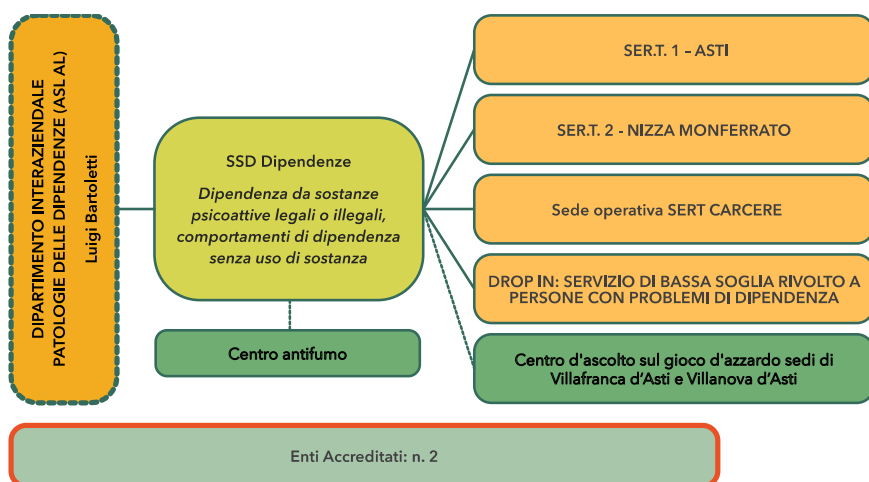 DIPARTIMENTO INTERAZIENDALE
PATOLOGIE DELLE DIPENDENZE (ASL AL)
Luigi Bartoletti
SSD Dipendenze
Dipendenza da sostanze
psicoattive legali o illegali,
comportamenti di dipendenza
senza uso di sostanza
Centro antifumo
SER.T. 1 – ASTI
SER.T. 2 - NIZZA MONFERRATO
Sede operativa SERT CARCERE
DROP IN: SERVIZIO DI BASSA SOGLIA RIVOLTO A
PERSONE CON PROBLEMI DI DIPENDENZA
Centro d'ascolto sul gioco d'azzardo sedi di
Villafranca d’Asti e Villanova d’Asti
Enti Accreditati: n. 2